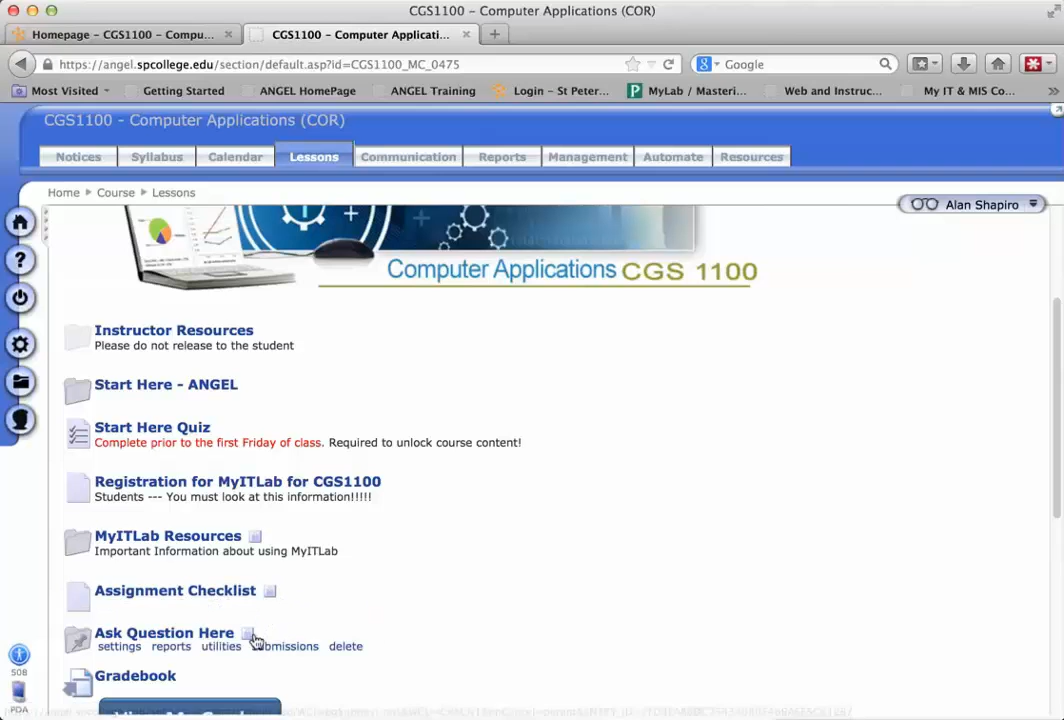 CGS1100 - Computer Applications (COR)
Homepage - CGS1100 - Compu...
CGS1100 - Computer Applicati...
https://angel.spcollege.edu/section/default.asp?id=CGS1100_MC_0475
Google
Most Visited
Getting Started
ANGEL HomePage
ANGEL Training
Login - St Peter...
MyLab / Masteri...
Web and Instruc...
My IT & MIS Co...
CGS1100 - Computer Applications (COR)
Notices
Syllabus
Calendar
Lessons
Communication
Reports
Management
Automate
Resources
Home
Course
Lessons
Alan Shapiro
Computer Applications CGS 1100
Instructor Resources
Please do not release to the student
Start Here - ANGEL
Start Here Quiz
Complete prior to the first Friday of class. Required to unlock course content!
Registration for MyITLab for CGS1100
Students --- You must look at this information!!!!!
MyITLab Resources
Important Information about using MyITLab
Assignment Checklist
Ask Question Here
settings reports utilities submissions delete
Gradebook
508
PDA